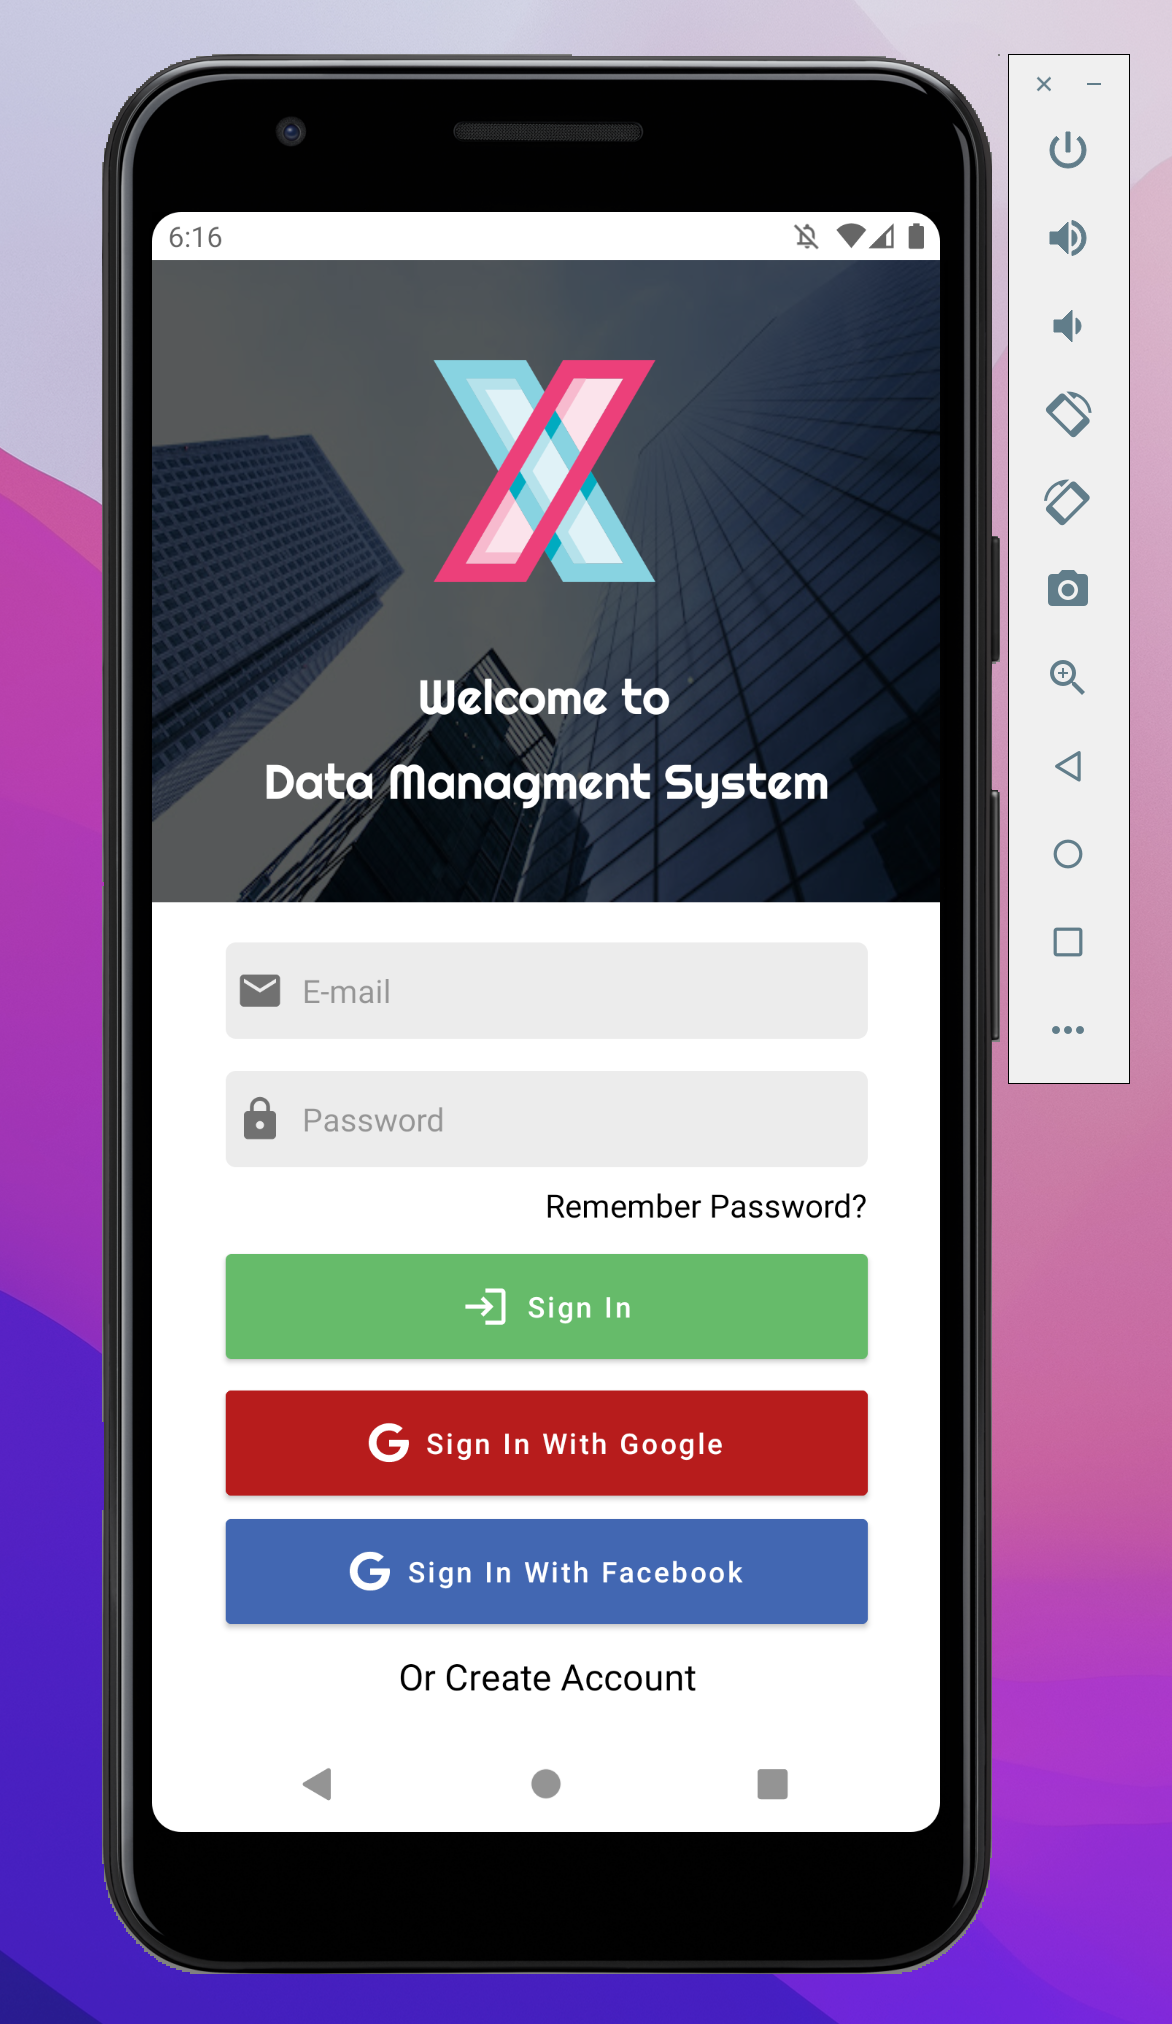 6:16
Welcome to
Data Managment System
E-mail
Password
Remember Password?
Sign In
Sign In With Google
Sign In With Facebook
Or Create Account